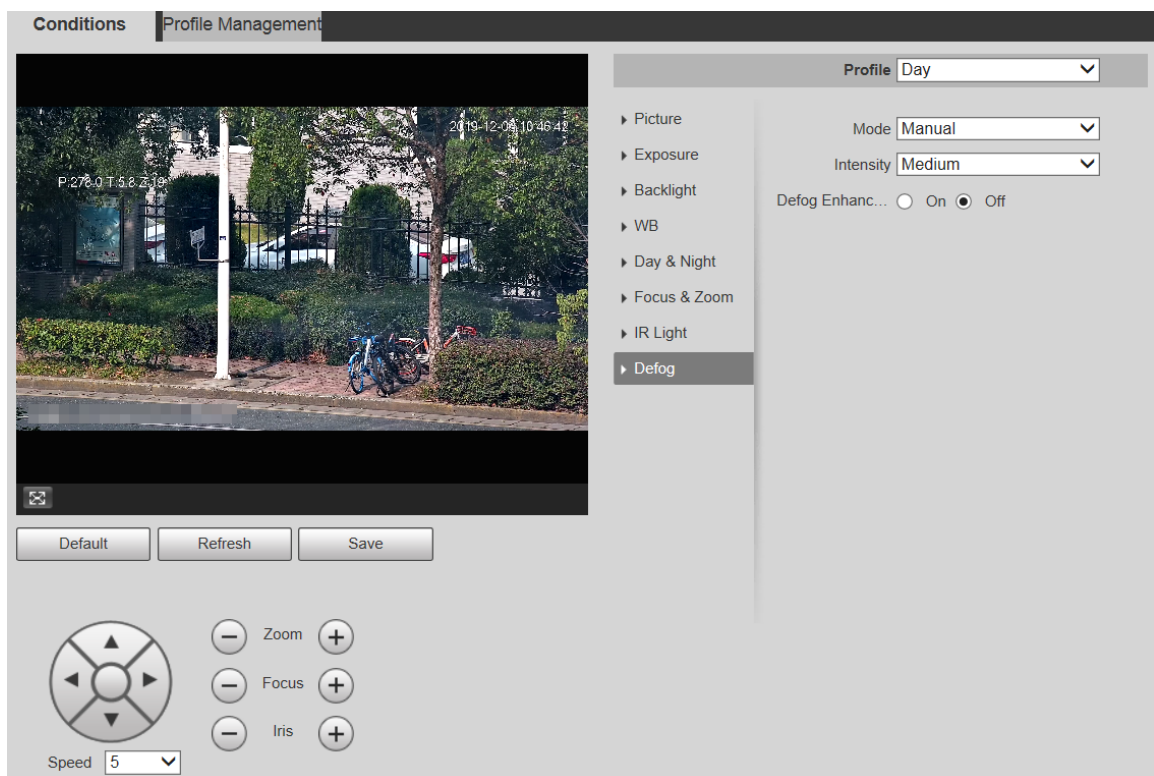 Conditions Profile Management
Profile Day
2019-12-09 10:46:42
P:278.0 T:5.8 Z:19
Picture
Exposure
Backlight
WB
Day & Night
Focus & Zoom
IR Light
Defog
Mode Manual
Intensity Medium
Defog Enhanc... On Off
Default Refresh Save
Zoom
Focus
Iris
Speed 5